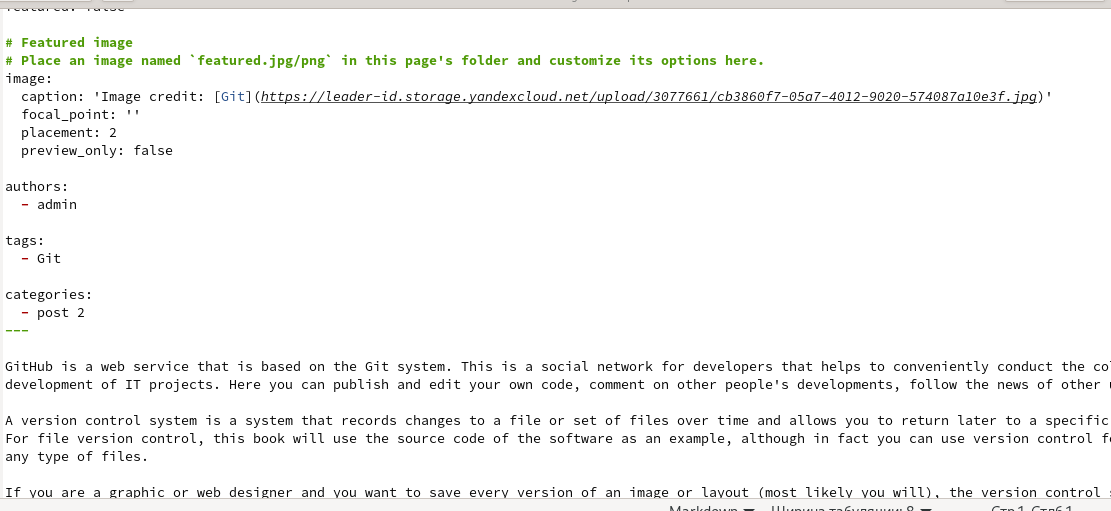 featured: false
# Featured image
# Place an image named `featured.jpg/png` in this page's folder and customize its options here.
image:
  caption: 'Image credit: [Git](https://leader-id.storage.yandexcloud.net/upload/3077661/cb3860f7-05a7-4012-9020-574087a10e3f.jpg)'
  focal_point: ''
  placement: 2
  preview_only: false
authors:
  - admin
tags:
  - Git
categories:
  - post 2
---
GitHub is a web service that is based on the Git system. This is a social network for developers that helps to conveniently conduct the
development of IT projects. Here you can publish and edit your own code, comment on other people's developments, follow the news of other
A version control system is a system that records changes to a file or set of files over time and allows you to return later to a specific
For file version control, this book will use the source code of the software as an example, although in fact you can use version control
any type of files.
If you are a graphic or web designer and you want to save every version of an image or layout (most likely you will), the version control
Markdown Ширина табуляции: 8 Стр 1, Стлб 1